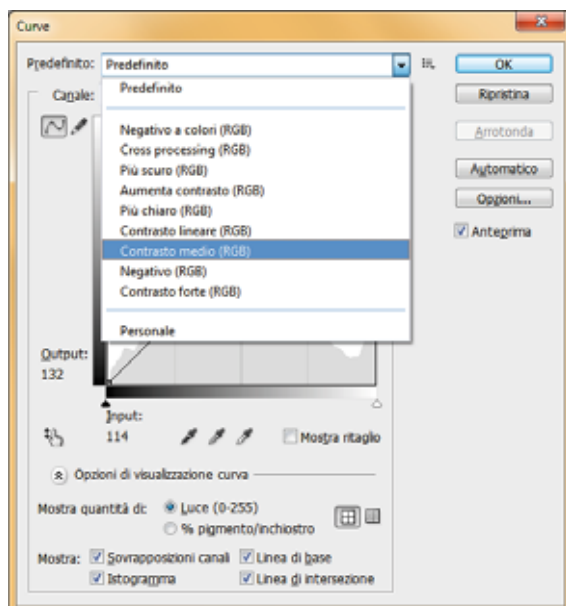 Curve
Predefinito: Predefinito
OK
Canale:
Predefinito
Ripristina
Negativo a colori (RGB)
Arrotonda
Cross processing (RGB)
Più scuro (RGB)
Automatico
Aumenta contrasto (RGB)
Opzioni...
Più chiaro (RGB)
Contrasto lineare (RGB)
Anteprima
Contrasto medio (RGB)
Negativo (RGB)
Contrasto forte (RGB)
Personale
Output:
132
Input:
114
Mostra ritaglio
Opzioni di visualizzazione curva
Mostra quantità di: Luce (0-255)
% pigmento/inchiostro
Mostra: Sovrapposizioni canali Linea di base
Istogramma Linea di intersezione